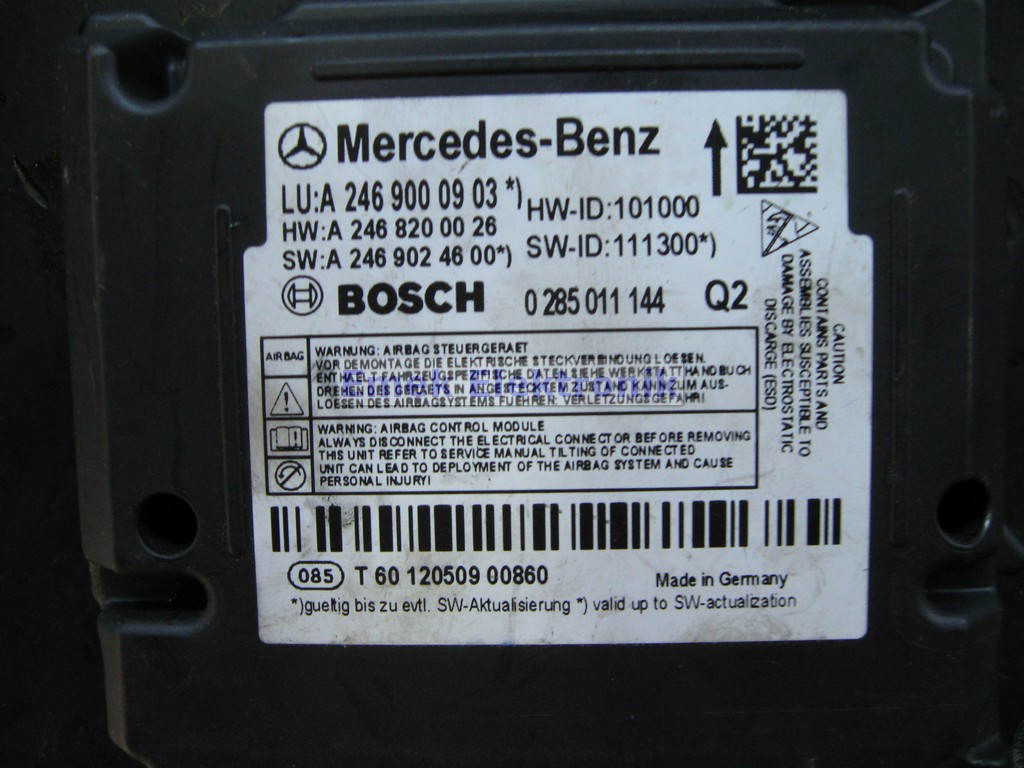 Mercedes-Benz
LU:A 246 900 09 03 *)
HW:A 246 820 00 26
SW:A 246 902 46 00*)
HW-ID:101000
SW-ID:111300*)
BOSCH 0 285 011 144 Q2
CAUTION
CONTAINS PARTS AND
ASSEMBLIES SUSCEPTIBLE TO
DAMAGE BY ELECTROSTATIC
DISCHARGE (ESD)
AIRBAG
WARNUNG: AIRBAG STEUERGERAET
VOR DEMONTAGE DIE ELEKTRISCHE STECKVERBINDUNG LOESEN.
ENTHAELT FAHRZEUGSPEZIFISCHE DATEN SIEHE WERKSTATTHANDBUCH
DREHEN DES GERAETS IN ANGESTECKTEM ZUSTAND KANN ZUM AUS-
LOESEN DES AIRBAGSYSTEMS FUEHREN: VERLETZUNGSGEFAHR!
WARNING: AIRBAG CONTROL MODULE
ALWAYS DISCONNECT THE ELECTRICAL CONNECTOR BEFORE REMOVING
THIS UNIT REFER TO SERVICE MANUAL TILTING OF CONNECTED
UNIT CAN LEAD TO DEPLOYMENT OF THE AIRBAG SYSTEM AND CAUSE
PERSONAL INJURY!
085 T 60 120509 00860
Made in Germany
*)gueltig bis zu evtl. SW-Aktualisierung *) valid up to SW-actualization